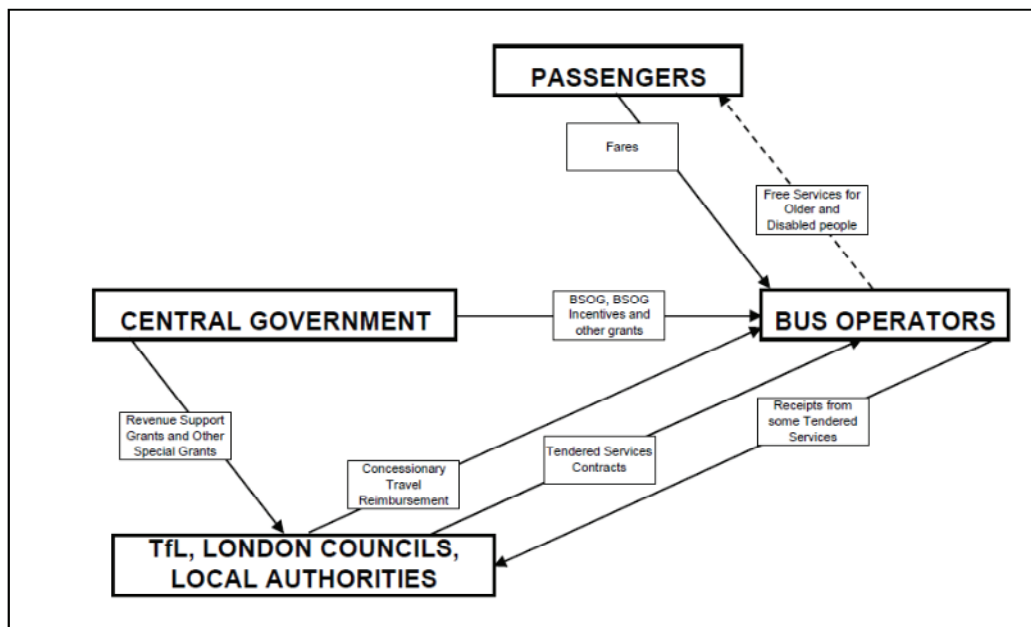 PASSENGERS
Fares
Free Services for
Older and
Disabled people
CENTRAL GOVERNMENT
BSOG, BSOG
Incentives and
other grants
BUS OPERATORS
Revenue Support
Grants and Other
Special Grants
Concessionary
Travel
Reimbursement
Tendered Services
Contracts
Receipts from
some Tendered
Services
TfL, LONDON COUNCILS,
LOCAL AUTHORITIES